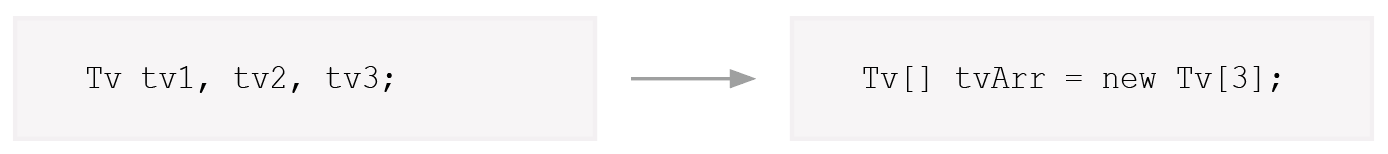 Tv tv1, tv2, tv3;
Tv[] tvArr = new Tv[3];